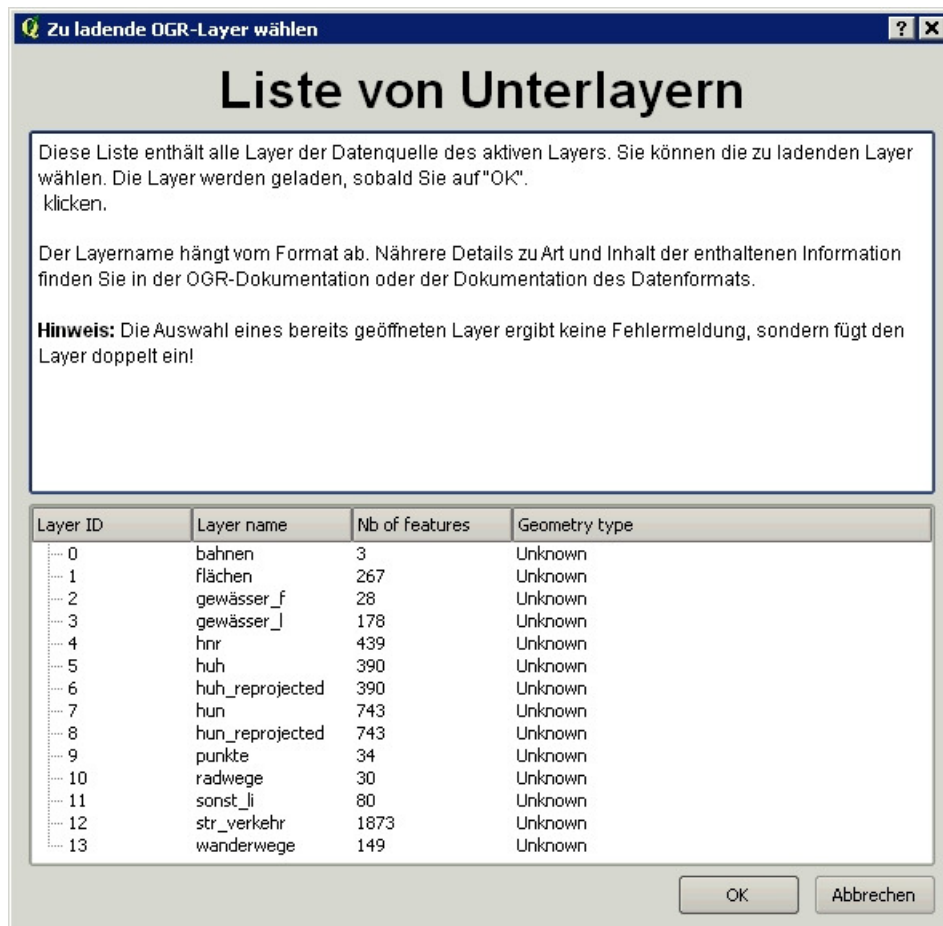 Zu ladende OGR-Layer wählen
Liste von Unterlayern
Diese Liste enthält alle Layer der Datenquelle des aktiven Layers. Sie können die zu ladenden Layer
wählen. Die Layer werden geladen, sobald Sie auf "OK".
klicken.
Der Layername hängt vom Format ab. Nährere Details zu Art und Inhalt der enthaltenen Information
finden Sie in der OGR-Dokumentation oder der Dokumentation des Datenformats.
Hinweis: Die Auswahl eines bereits geöffneten Layer ergibt keine Fehlermeldung, sondern fügt den
Layer doppelt ein!
Layer ID Layer name Nb of features Geometry type
0 bahnen 3 Unknown
1 flächen 267 Unknown
2 gewässer_f 28 Unknown
3 gewässer_l 178 Unknown
4 hnr 439 Unknown
5 huh 390 Unknown
6 huh_reprojected 390 Unknown
7 hun 743 Unknown
8 hun_reprojected 743 Unknown
9 punkte 34 Unknown
10 radwege 30 Unknown
11 sonst_li 80 Unknown
12 str_verkehr 1873 Unknown
13 wanderwege 149 Unknown
OK Abbrechen